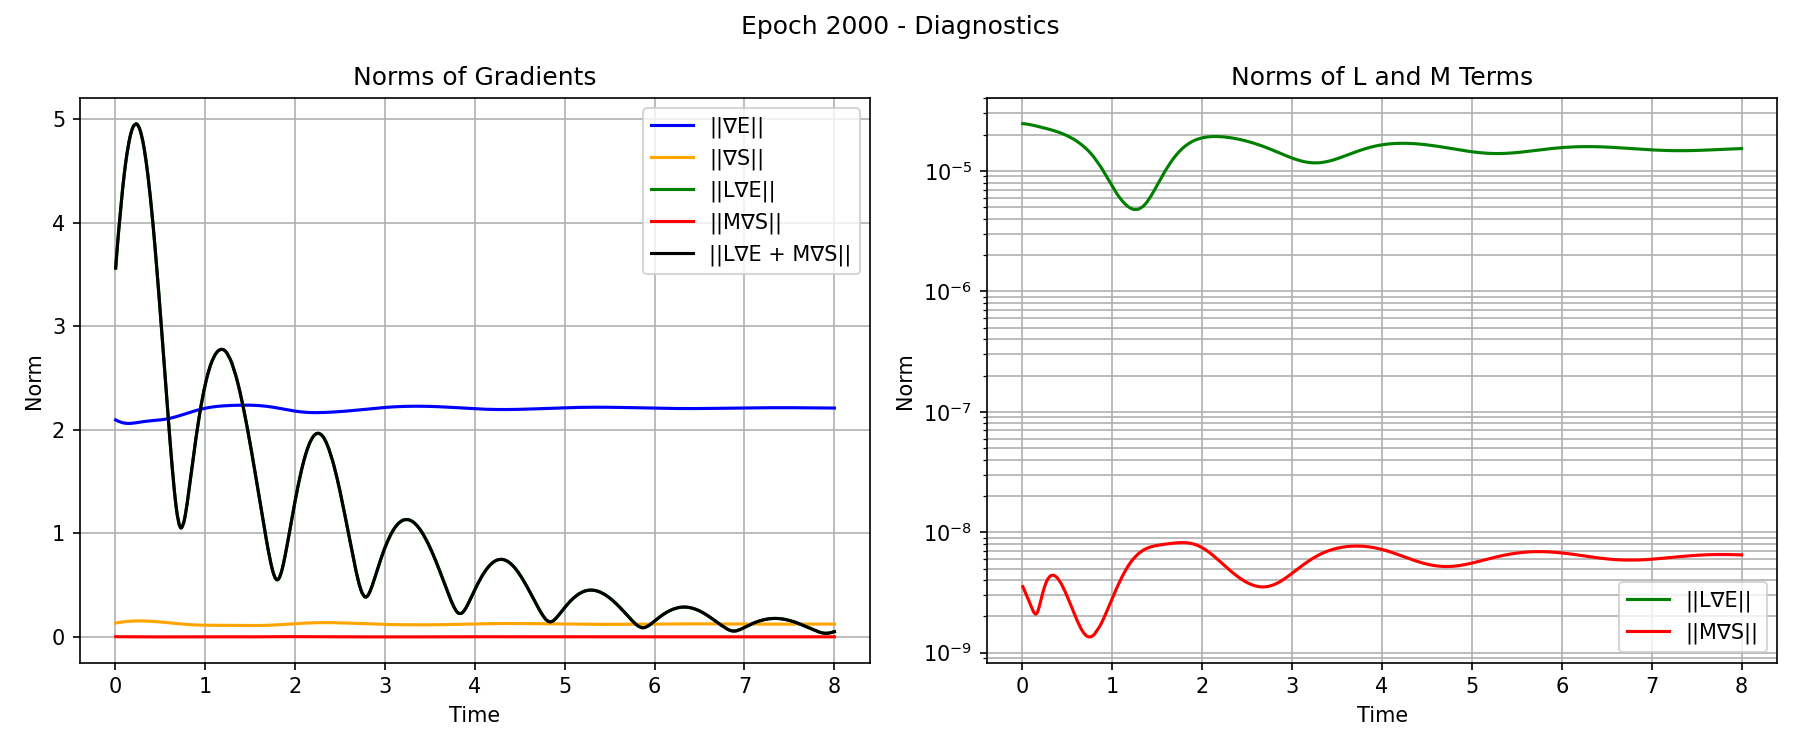 Epoch 2000 - Diagnostics
Norms of Gradients
Norm
5
4
3
2
1
0
||∇E||
||∇S||
||L∇E||
||M∇S||
||L∇E + M∇S||
0 1 2 3 4 5 6 7 8
Time
Norms of L and M Terms
Norm
10⁻⁵
10⁻⁶
10⁻⁷
10⁻⁸
10⁻⁹
||L∇E||
||M∇S||
0 1 2 3 4 5 6 7 8
Time